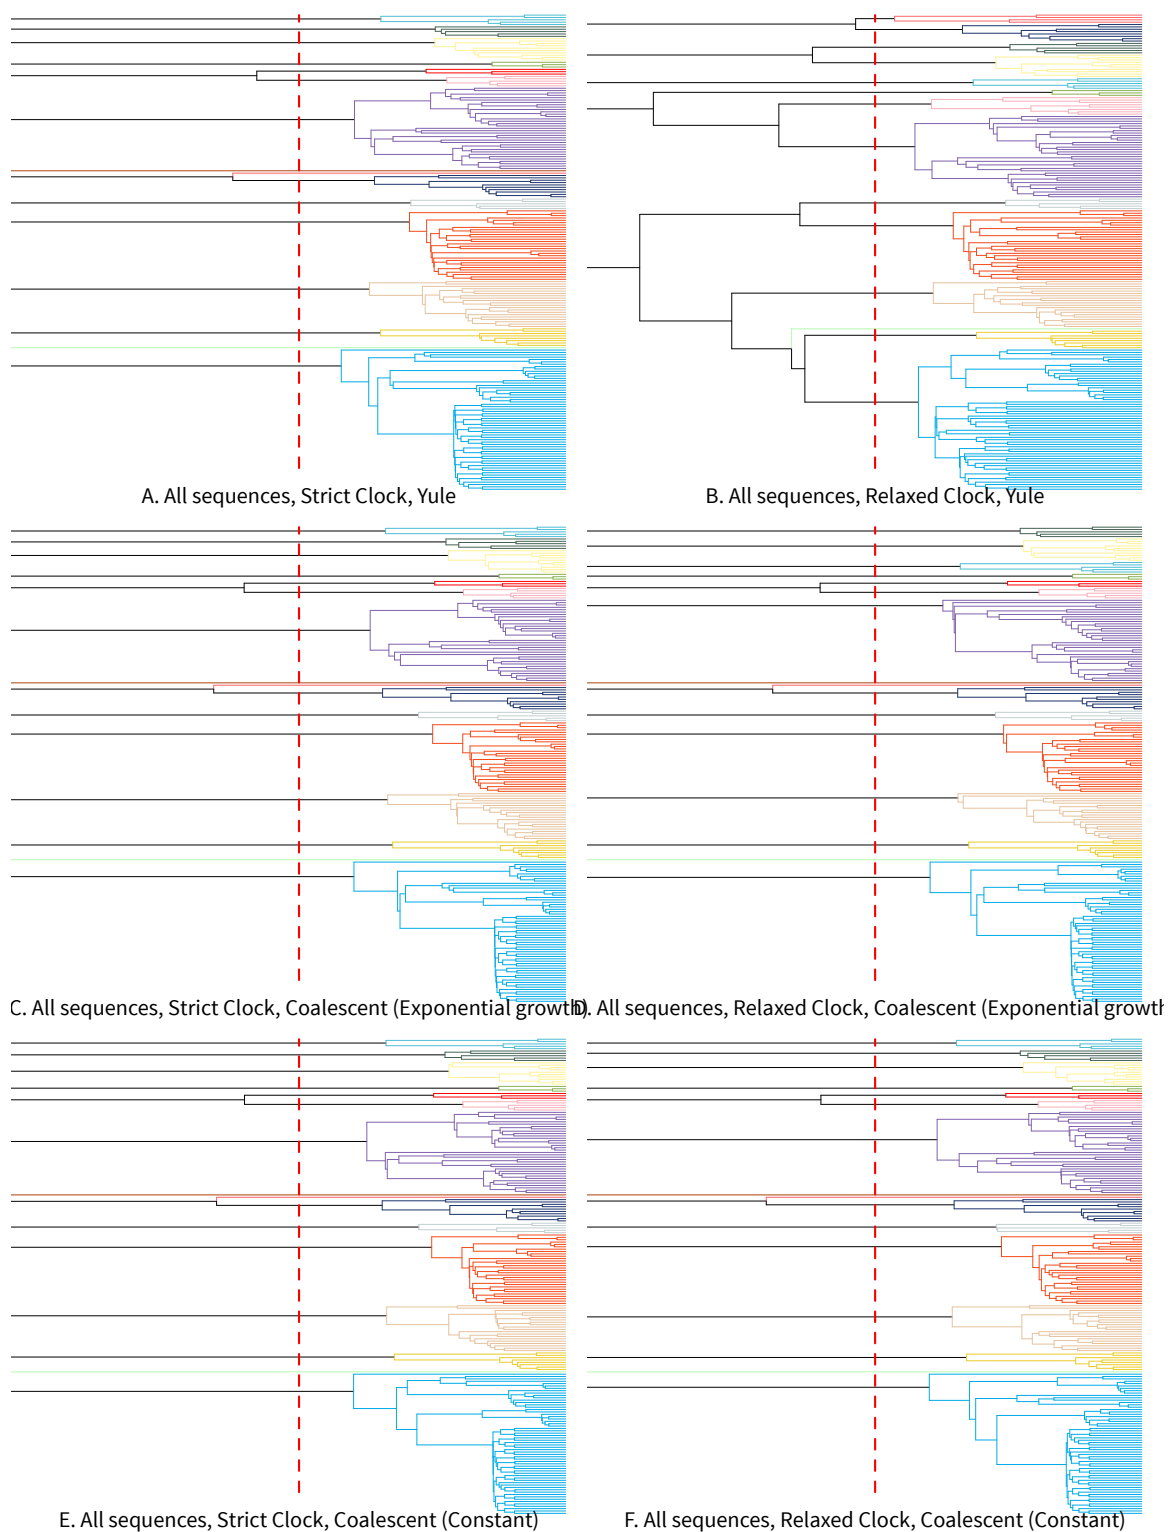 A. All sequences, Strict Clock, Yule
B. All sequences, Relaxed Clock, Yule
C. All sequences, Strict Clock, Coalescent (Exponential growth)
D. All sequences, Relaxed Clock, Coalescent (Exponential growth
E. All sequences, Strict Clock, Coalescent (Constant)
F. All sequences, Relaxed Clock, Coalescent (Constant)